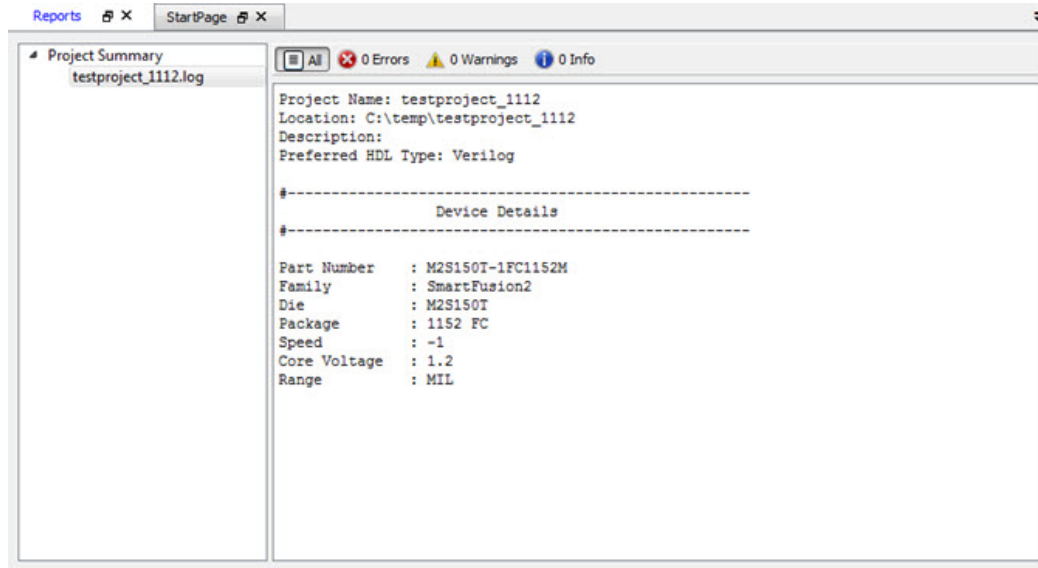 Reports StartPage
Project Summary
testproject_1112.log
All 0 Errors 0 Warnings 0 Info
Project Name: testproject_1112
Location: C:\temp\testproject_1112
Description:
Preferred HDL Type: Verilog
#----------------------------------------------------
Device Details
#----------------------------------------------------
Part Number : M2S150T-1FC1152M
Family : SmartFusion2
Die : M2S150T
Package : 1152 FC
Speed : -1
Core Voltage : 1.2
Range : MIL